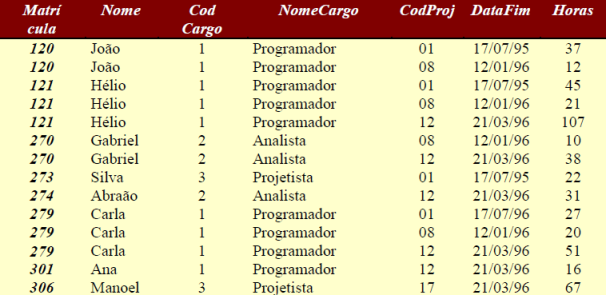 Matrí Nome Cod NomeCargo CodProj DataFim Horas
cula Cargo
120 João 1 Programador 01 17/07/95 37
120 João 1 Programador 08 12/01/96 12
121 Hélio 1 Programador 01 17/07/95 45
121 Hélio 1 Programador 08 12/01/96 21
121 Hélio 1 Programador 12 21/03/96 107
270 Gabriel 2 Analista 08 12/01/96 10
270 Gabriel 2 Analista 12 21/03/96 38
273 Silva 3 Projetista 01 17/07/95 22
274 Abraão 2 Analista 12 21/03/96 31
279 Carla 1 Programador 01 17/07/96 27
279 Carla 1 Programador 08 12/01/96 20
279 Carla 1 Programador 12 21/03/96 51
301 Ana 1 Programador 12 21/03/96 16
306 Manoel 3 Projetista 17 21/03/96 67